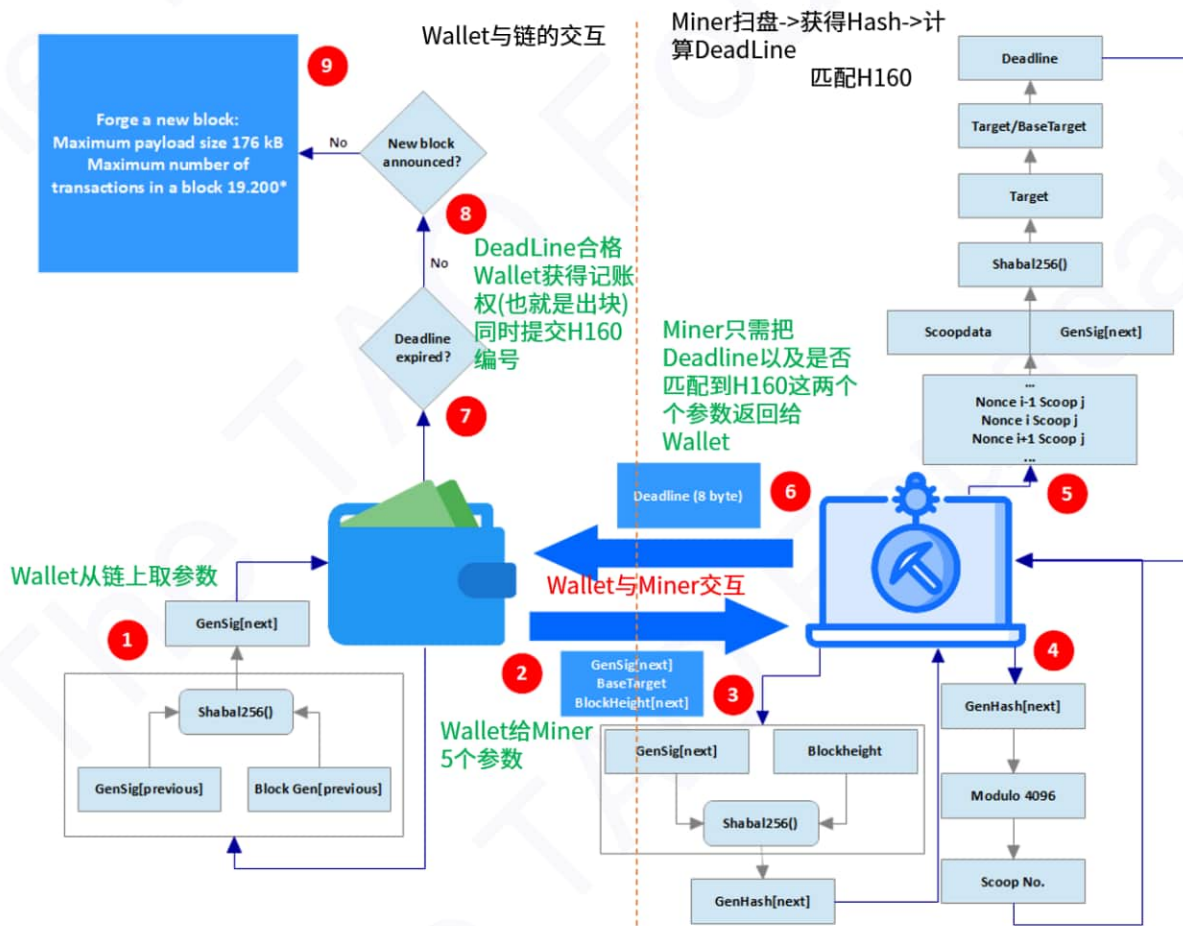 Wallet与链的交互
Miner扫盘->获得Hash->计
算DeadLine
匹配H160
9
Forge a new block:
Maximum payload size 176 kB
Maximum number of
transactions in a block 19.200*
No
New block
announced?
8
No
DeadLine合格
Wallet获得记账
权(也就是出块)
同时提交H160
编号
Deadline
expired?
7
Deadline
Target/BaseTarget
Target
Shabal256()
Scoopdata
GenSig[next]
...
Nonce i-1 Scoop j
Nonce i Scoop j
Nonce i+1 Scoop j
...
5
Miner只需把
Deadline以及是否
匹配到H160这两个
个参数返回给
Wallet
Deadline (8 byte)
6
Wallet从链上取参数
Wallet与Miner交互
1
GenSig[next]
Shabal256()
GenSig[previous]
Block Gen[previous]
2
GenSig[next]
BaseTarget
BlockHeight[next]
3
Wallet给Miner
5个参数
GenSig[next]
Blockheight
Shabal256()
GenHash[next]
4
GenHash[next]
Modulo 4096
Scoop No.